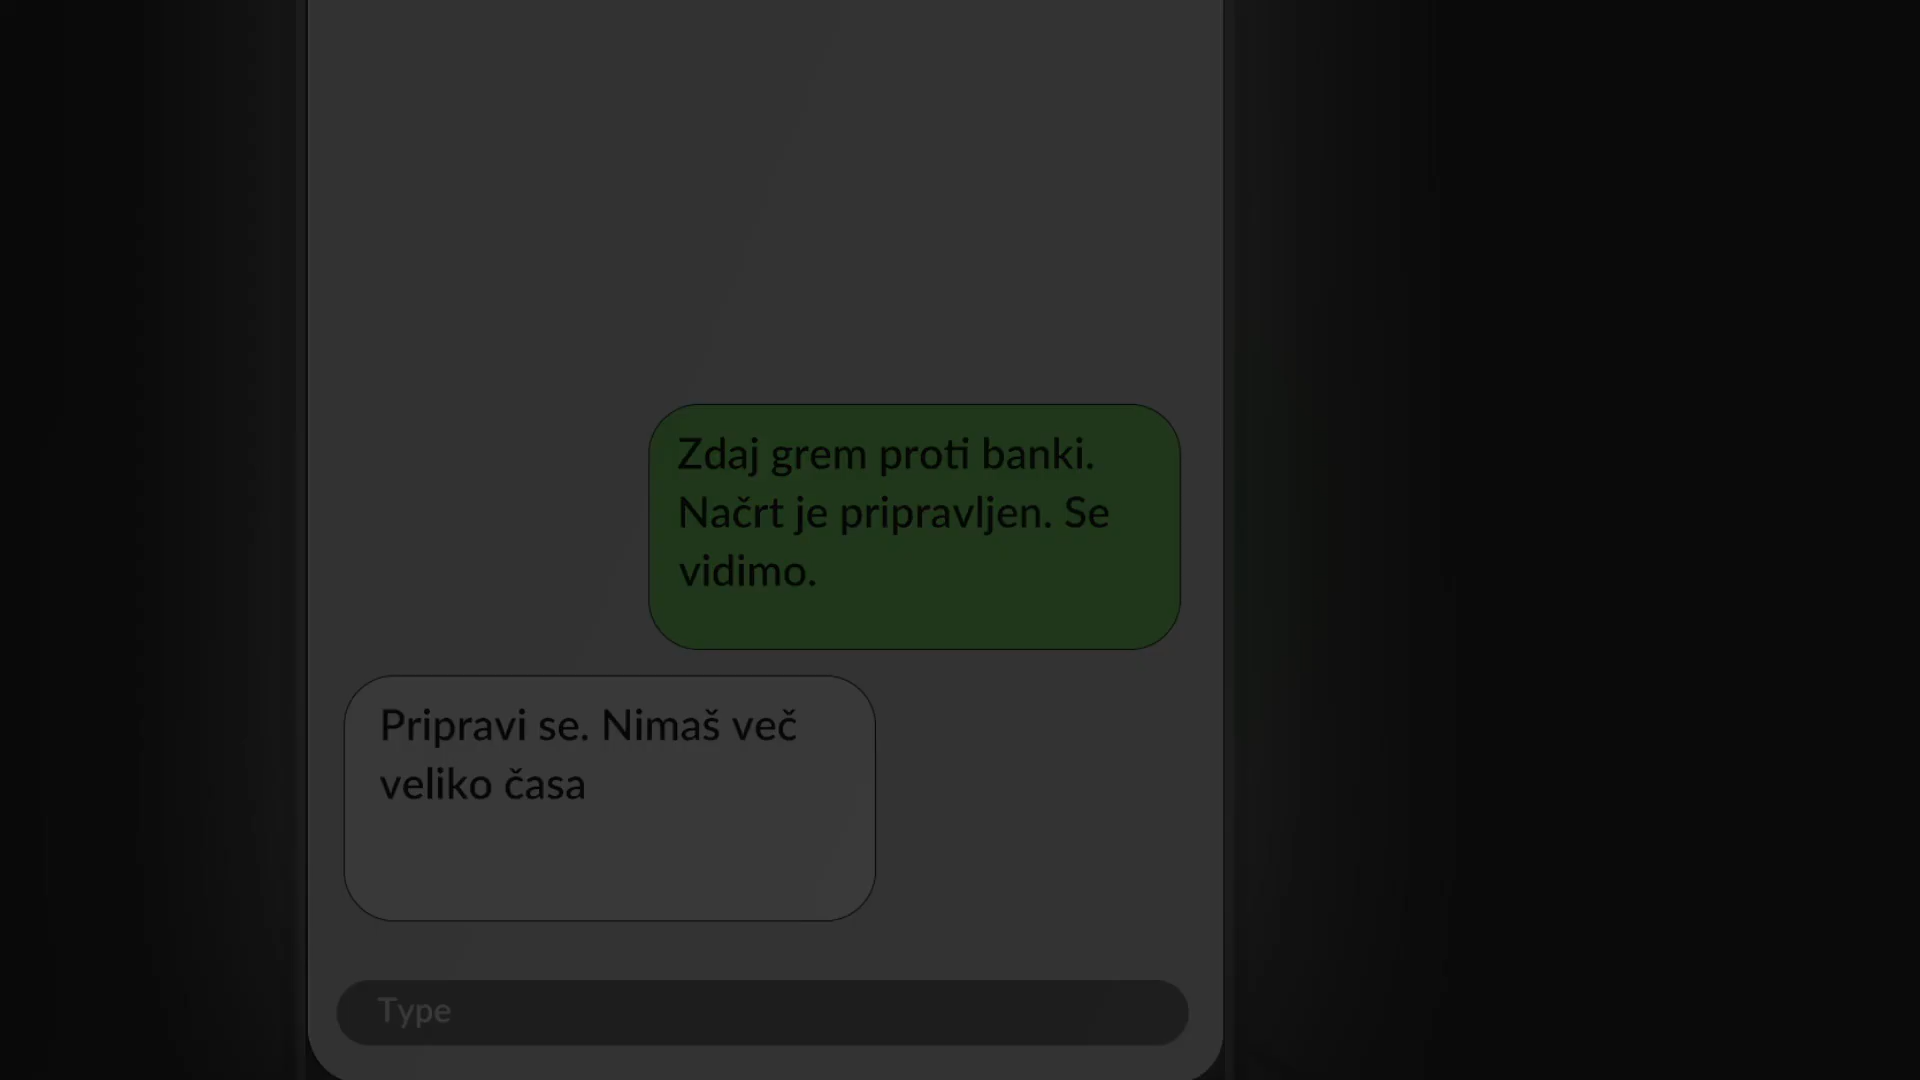 Zdaj grem proti banki.
Načrt je pripravljen. Se
vidimo.
Pripravi se. Nimaš več
veliko časa
Type